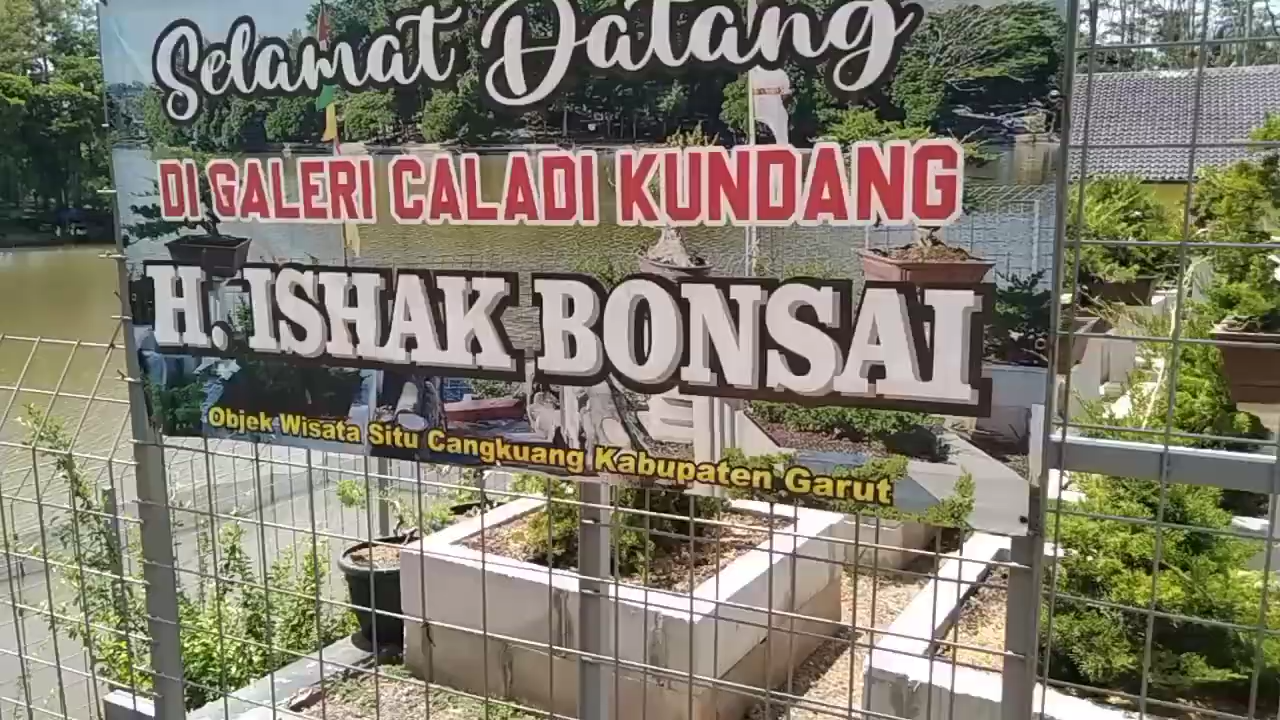 Selamat Datang
DI GALERI CALADI KUNDANG
H. ISHAK BONSAI
Objek Wisata Situ Cangkuang Kabupaten Garut